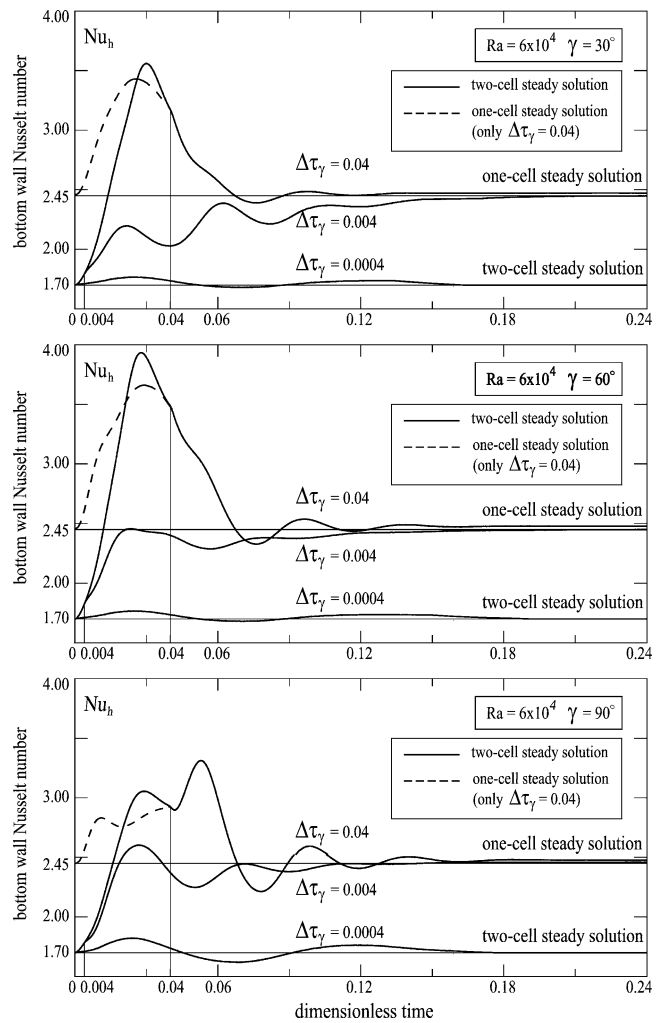 4.00
Nu_h
Ra = 6x10^4 γ = 30°
two-cell steady solution
one-cell steady solution
(only Δτ_γ = 0.04)
3.00
bottom wall Nusselt number
Δτ_γ = 0.04
one-cell steady solution
2.45
Δτ_γ = 0.004
2.00
Δτ_γ = 0.0004
two-cell steady solution
1.70
0 0.004 0.04 0.06 0.12 0.18 0.24
4.00
Nu_h
Ra = 6x10^4 γ = 60°
two-cell steady solution
one-cell steady solution
(only Δτ_γ = 0.04)
3.00
bottom wall Nusselt number
Δτ_γ = 0.04
one-cell steady solution
2.45
Δτ_γ = 0.004
2.00
Δτ_γ = 0.0004
two-cell steady solution
1.70
0 0.004 0.04 0.06 0.12 0.18 0.24
4.00
Nu_h
Ra = 6x10^4 γ = 90°
two-cell steady solution
one-cell steady solution
(only Δτ_γ = 0.04)
3.00
bottom wall Nusselt number
Δτ_γ = 0.04
one-cell steady solution
2.45
Δτ_γ = 0.004
2.00
Δτ_γ = 0.0004
two-cell steady solution
1.70
0 0.004 0.04 0.06 0.12 0.18 0.24
dimensionless time